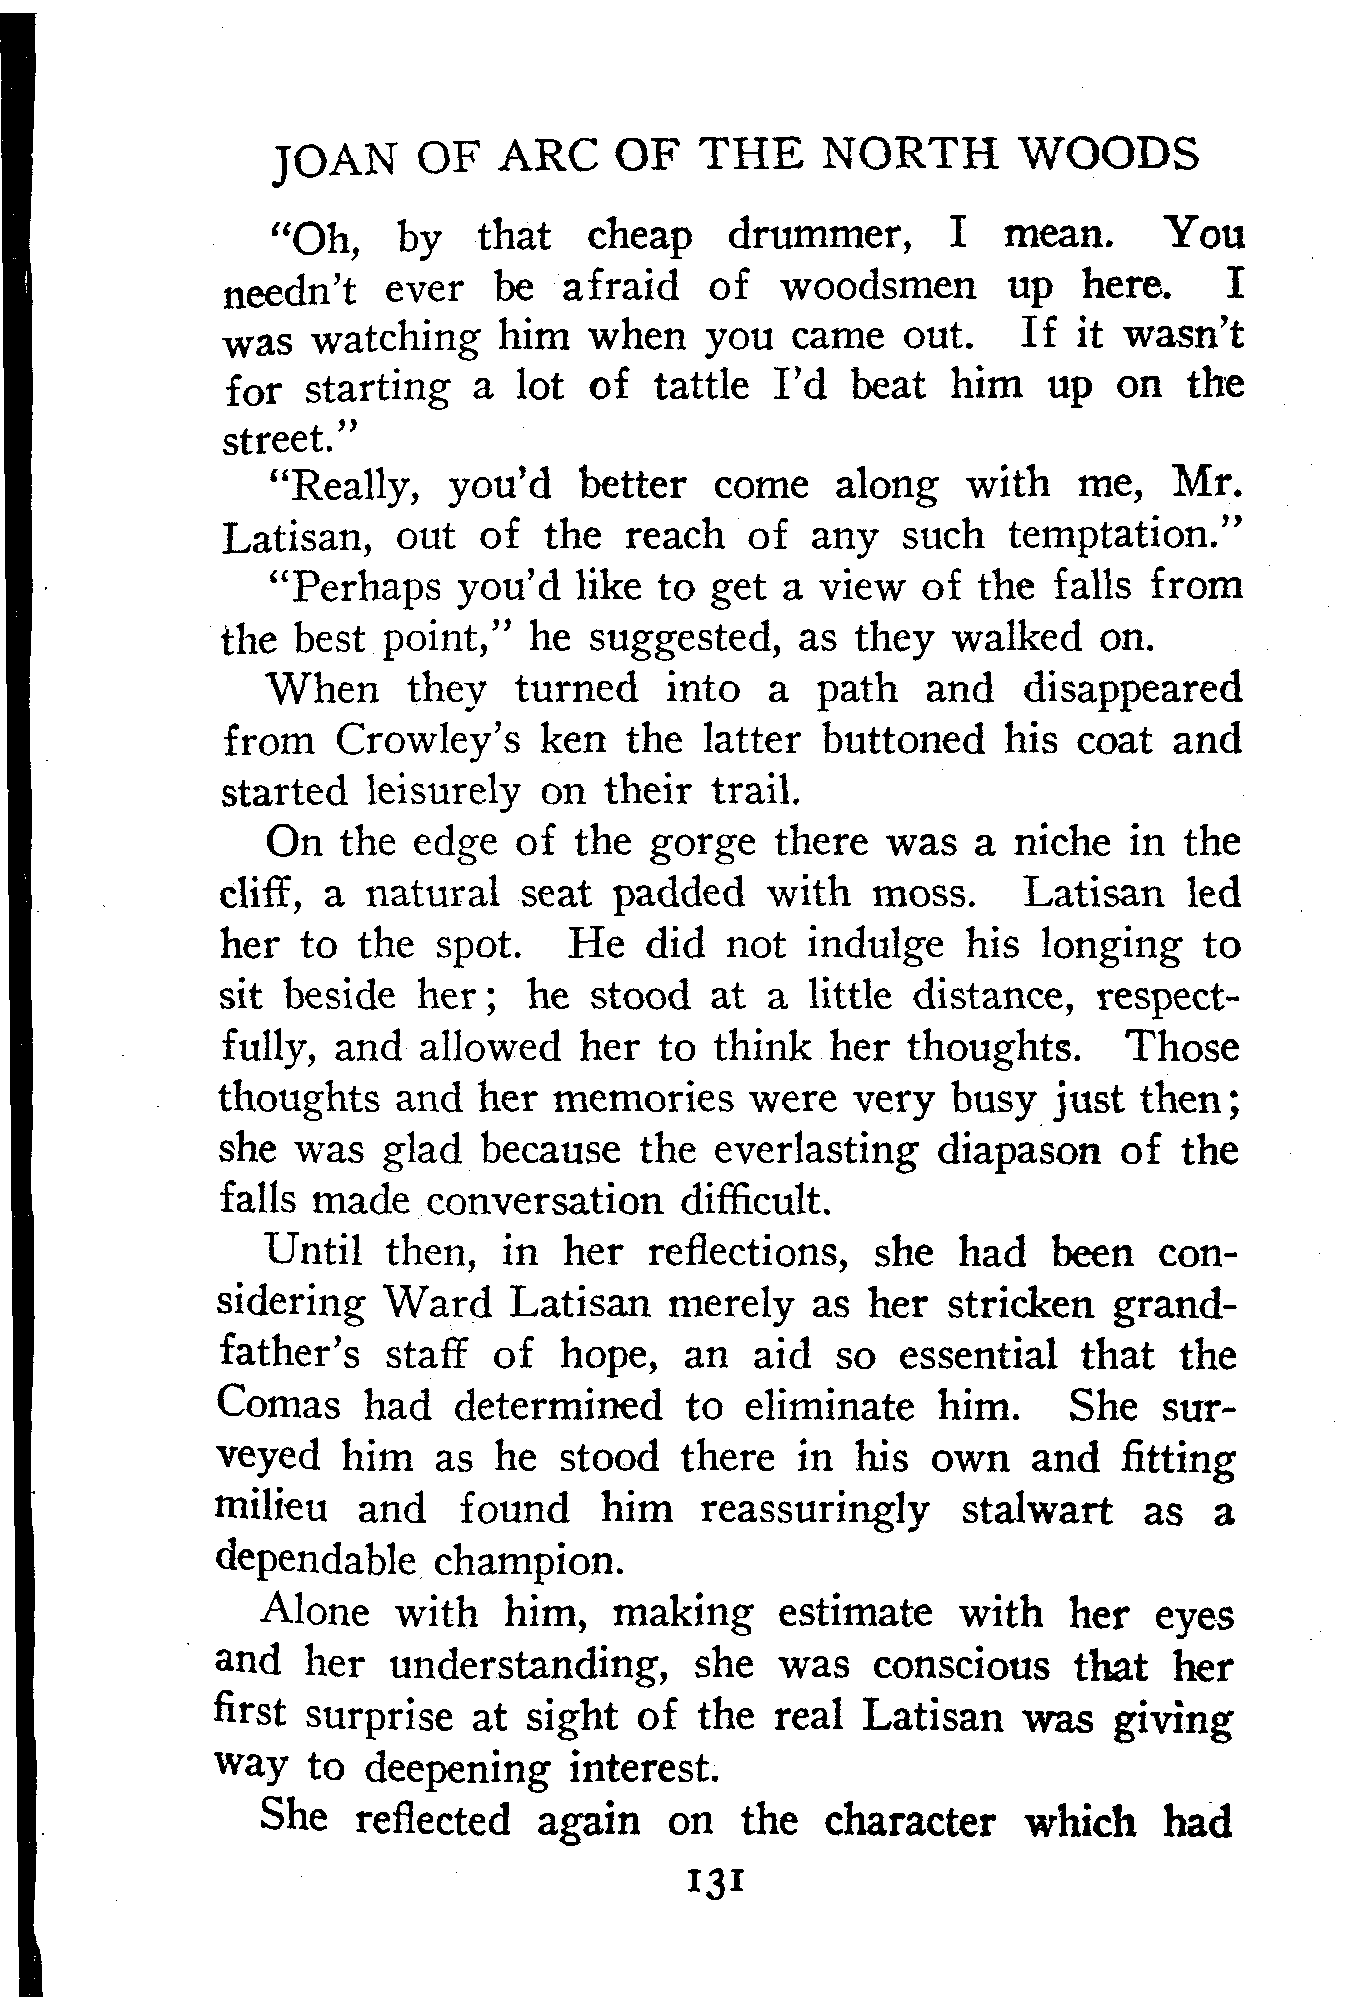 JOAN OF ARC OF THE NORTH WOODS
"Oh, by that cheap drummer, I mean. You
needn't ever be afraid of woodsmen up here. I
was watching him when you came out. If it wasn't
for starting a lot of tattle I'd beat him up on the
street."
"Really, you'd better come along with me, Mr.
Latisan, out of the reach of any such temptation."
"Perhaps you'd like to get a view of the falls from
the best point," he suggested, as they walked on.
When they turned into a path and disappeared
from Crowley's ken the latter buttoned his coat and
started leisurely on their trail.
On the edge of the gorge there was a niche in the
cliff, a natural seat padded with moss. Latisan led
her to the spot. He did not indulge his longing to
sit beside her; he stood at a little distance, respect-
fully, and allowed her to think her thoughts. Those
thoughts and her memories were very busy just then;
she was glad because the everlasting diapason of the
falls made conversation difficult.
Until then, in her reflections, she had been con-
sidering Ward Latisan merely as her stricken grand-
father's staff of hope, an aid so essential that the
Comas had determined to eliminate him. She sur-
veyed him as he stood there in his own and fitting
milieu and found him reassuringly stalwart as a
dependable champion.
Alone with him, making estimate with her eyes
and her understanding, she was conscious that her
first surprise at sight of the real Latisan was giving
way to deepening interest.
She reflected again on the character which had
131